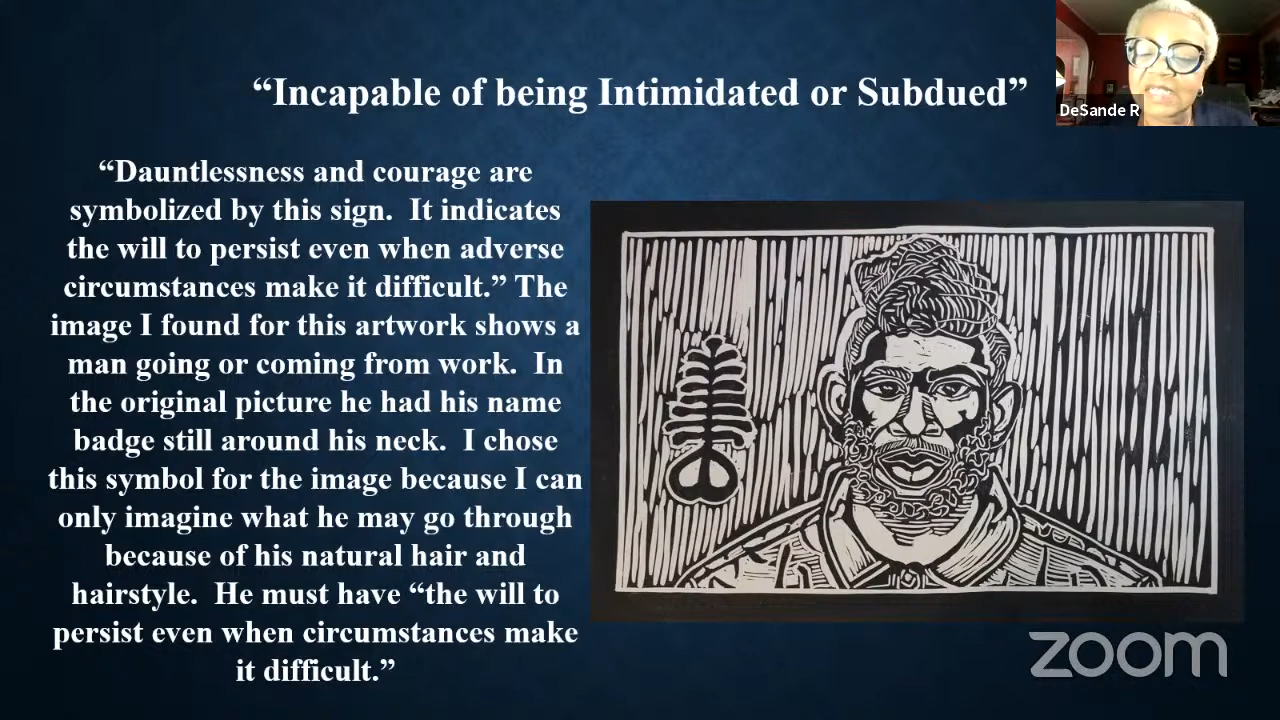 “Incapable of being Intimidated or Subdued”
DeSande R
“Dauntlessness and courage are
symbolized by this sign.  It indicates
the will to persist even when adverse
circumstances make it difficult.” The
image I found for this artwork shows a
man going or coming from work.  In
the original picture he had his name
badge still around his neck.  I chose
this symbol for the image because I can
only imagine what he may go through
because of his natural hair and
hairstyle.  He must have “the will to
persist even when circumstances make
it difficult.”
zoom